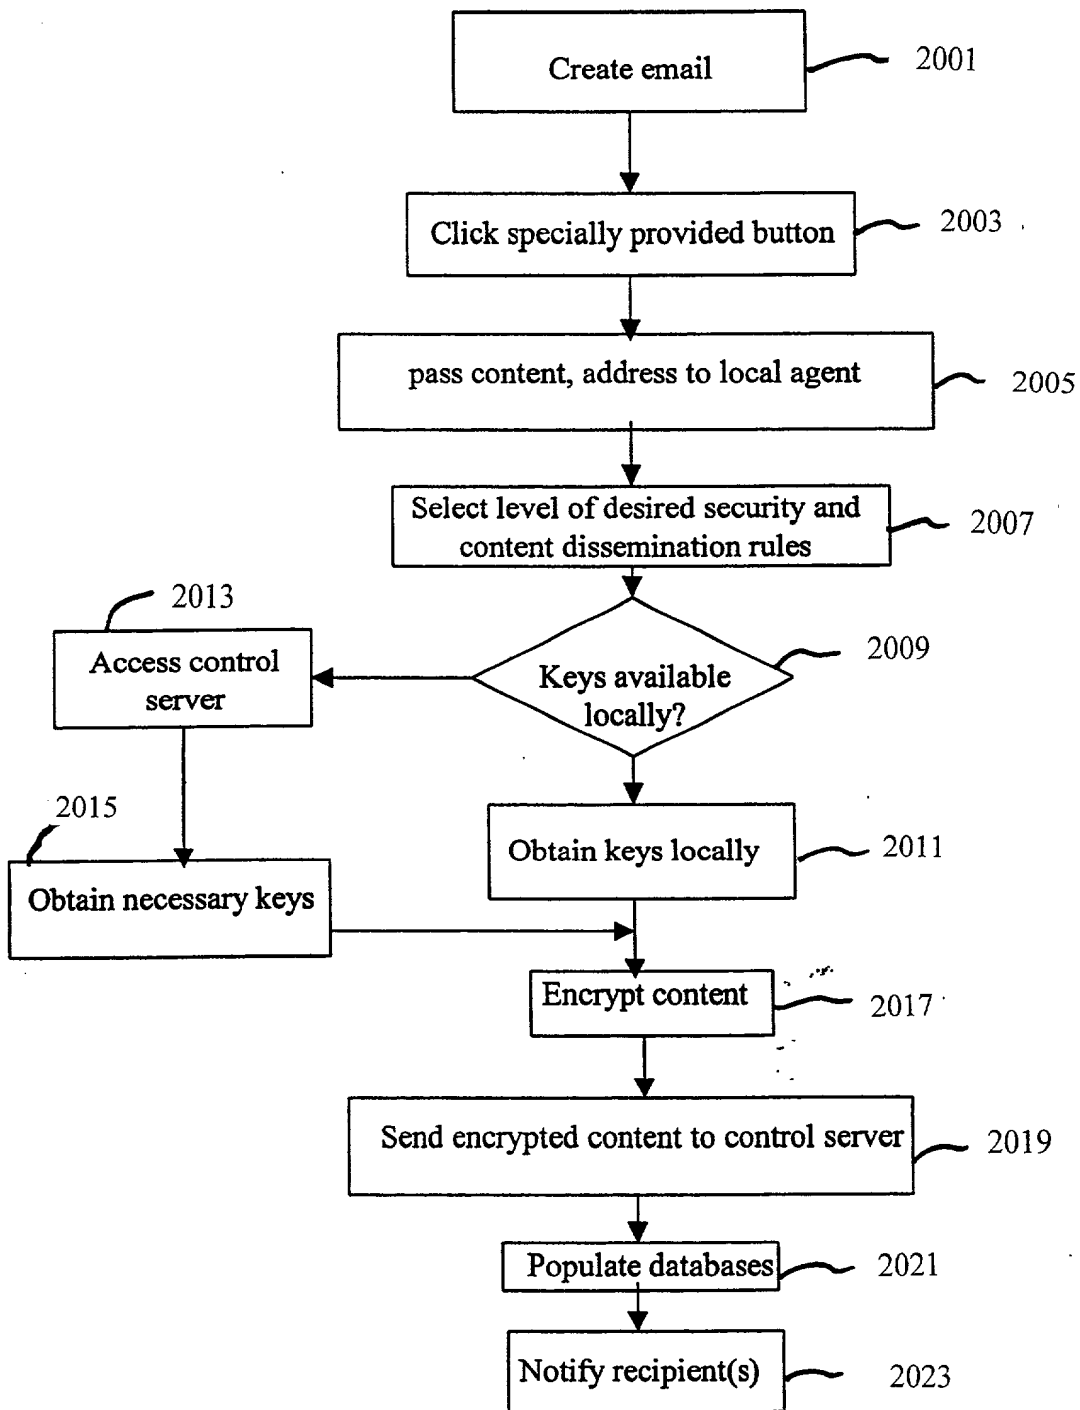 Create email
2001
Click specially provided button
2003
pass content, address to local agent
2005
Select level of desired security and
content dissemination rules
2007
2013
Access control
server
Keys available
locally?
2009
2015
Obtain necessary keys
Obtain keys locally
2011
Encrypt content
2017
Send encrypted content to control server
2019
Populate databases
2021
Notify recipient(s)
2023